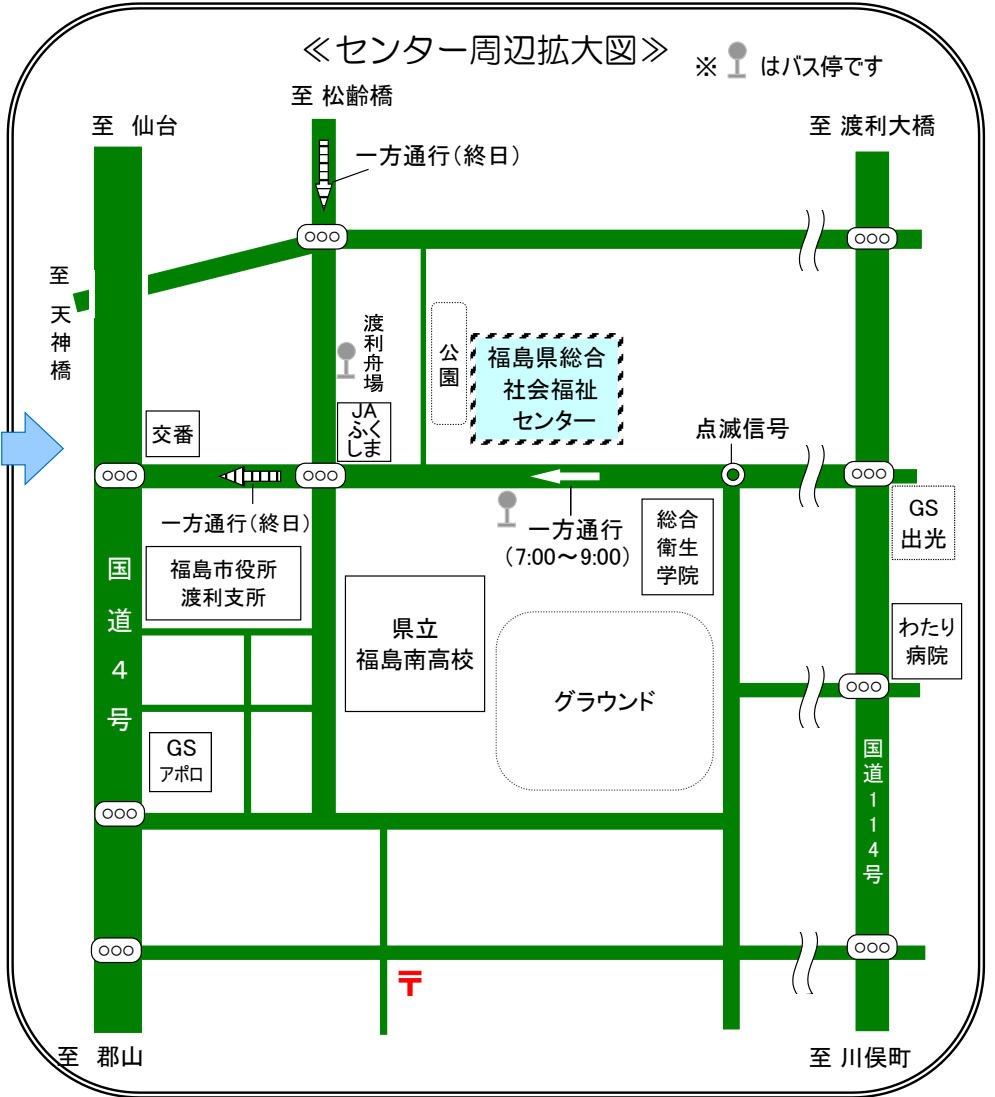 ≪センター周辺拡大図≫
※ はバス停です
至 松齢橋
至 仙台
至 渡利大橋
一方通行(終日)
至 天神橋
渡利舟場
公園
福島県総合
社会福祉
センター
JA
ふく
しま
交番
点滅信号
一方通行(終日)
一方通行
(7:00~9:00)
総合
衛生
学院
GS
出光
福島市役所
渡利支所
国道4号
県立
福島南高校
グラウンド
わたり
病院
GS
アポロ
国道114号
〒
至 郡山
至 川俣町